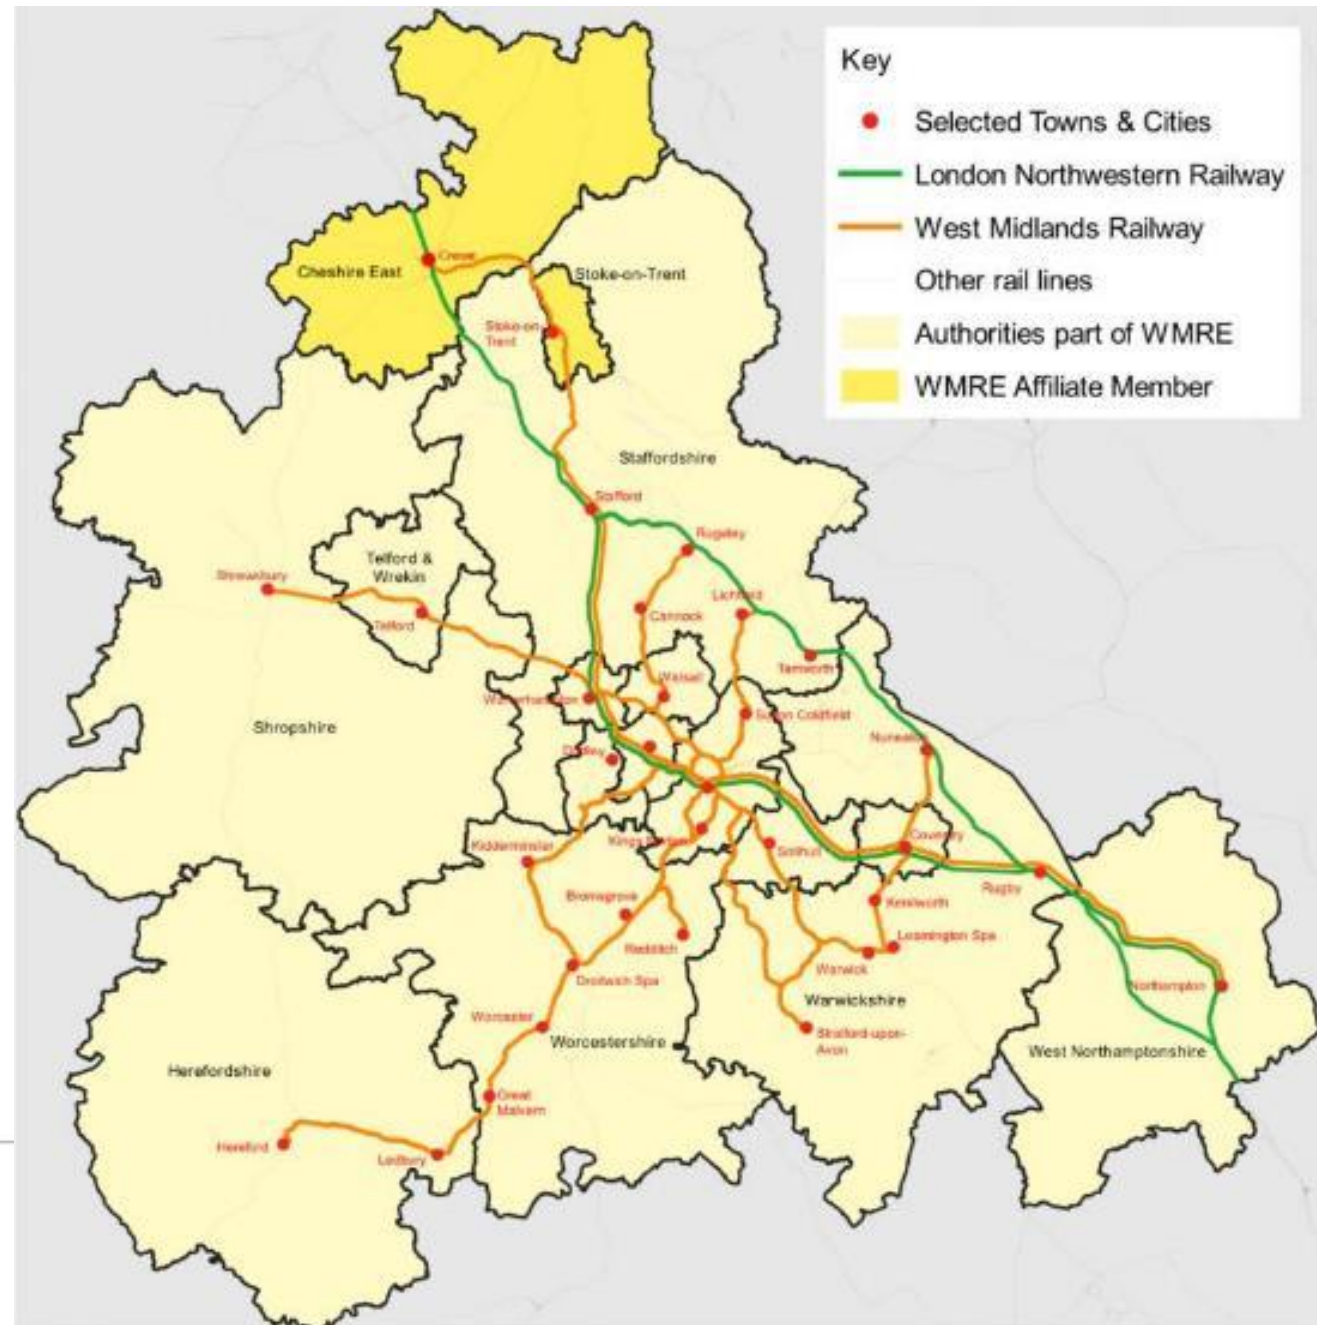 Key
Selected Towns & Cities
London Northwestern Railway
West Midlands Railway
Other rail lines
Authorities part of WMRE
WMRE Affiliate Member
Crewe
Cheshire East
Stoke-on-Trent
Stoke-on-
Trent
Staffordshire
Stafford
Rugeley
Telford &
Wrekin
Shrewsbury
Lichfield
Cannock
Telford
Tamworth
Walsall
Wolverhampton
Sutton Coldfield
Shropshire
Nuneaton
Dudley
Coventry
Kings Norton
Kidderminster
Solihull
Rugby
Bromsgrove
Kenilworth
Redditch
Leamington Spa
Warwick
Droitwich Spa
Northampton
Warwickshire
Worcester
Stratford-upon-
Avon
Worcestershire
West Northamptonshire
Herefordshire
Great
Malvern
Hereford
Ledbury